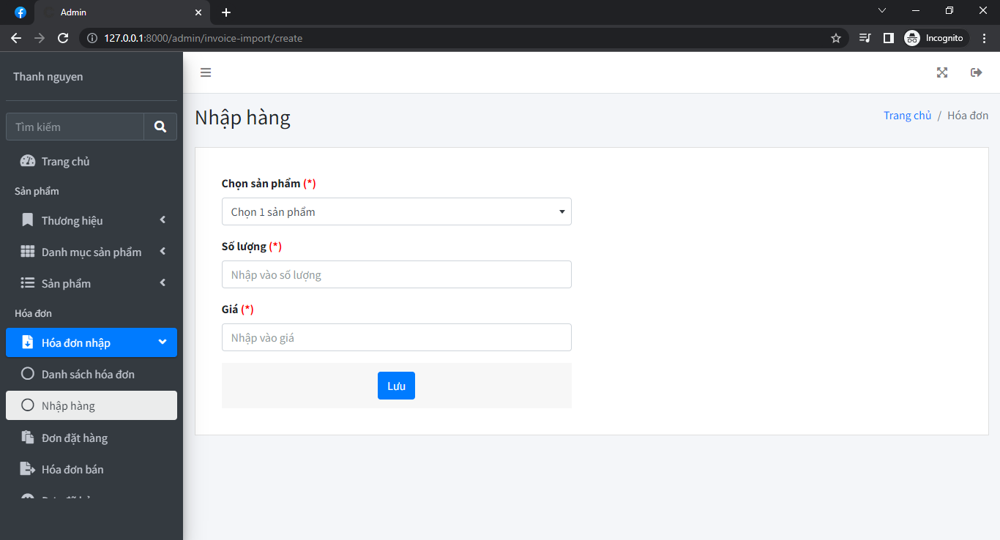 Admin
127.0.0.1:8000/admin/invoice-import/create
Incognito
Thanh nguyen
Tìm kiếm
Trang chủ
Sản phẩm
Thương hiệu
Danh mục sản phẩm
Sản phẩm
Hóa đơn
Hóa đơn nhập
Danh sách hóa đơn
Nhập hàng
Đơn đặt hàng
Hóa đơn bán
Nhập hàng
Trang chủ / Hóa đơn
Chọn sản phẩm (*)
Chọn 1 sản phẩm
Số lượng (*)
Nhập vào số lượng
Giá (*)
Nhập vào giá
Lưu